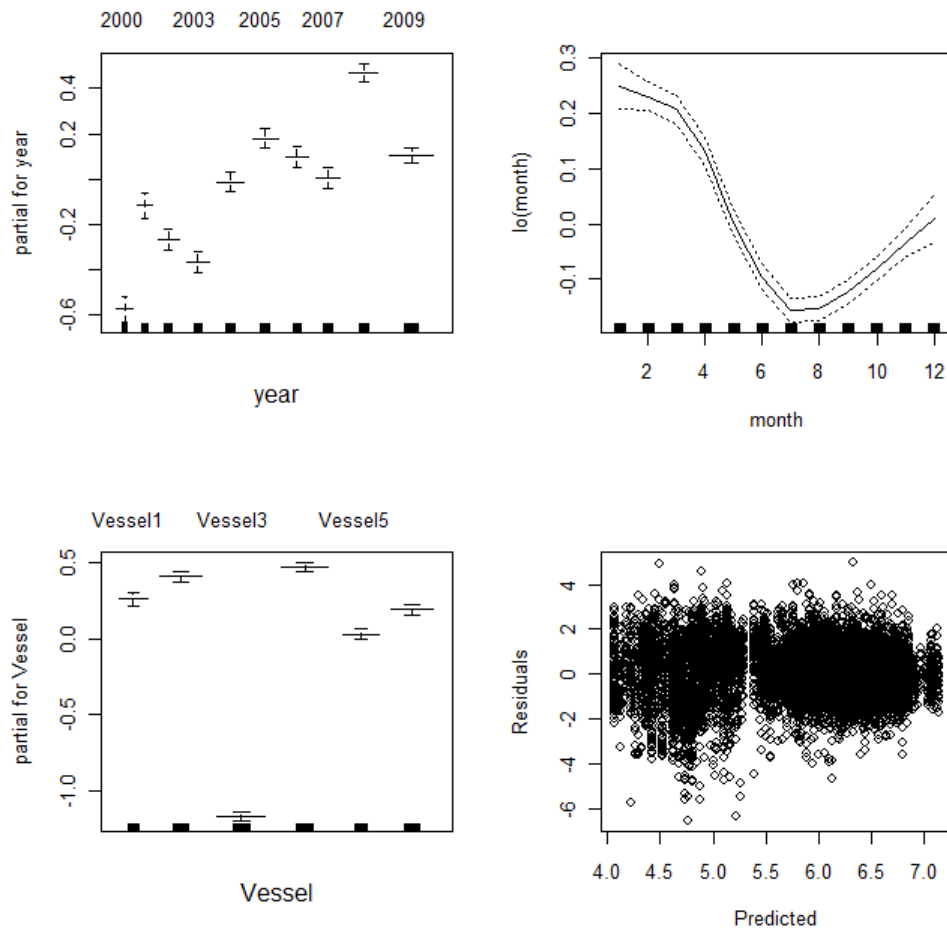 2000 2003 2005 2007 2009
partial for year
0.4
0.2
-0.2
-0.6
year
lo(month)
0.3
0.2
0.1
0.0
-0.1
2 4 6 8 10 12
month
Vessel1 Vessel3 Vessel5
partial for Vessel
0.5
0.0
-0.5
-1.0
Vessel
Residuals
4
2
0
-2
-4
-6
4.0 4.5 5.0 5.5 6.0 6.5 7.0
Predicted